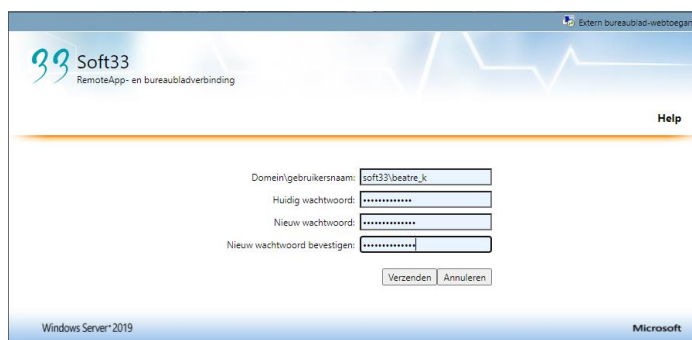 Extern bureaublad-webtoegan
33 Soft33
RemoteApp- en bureaubladverbinding
Help
Domein\gebruikersnaam: soft33\beatre_k
Huidig wachtwoord: •••••••••••••
Nieuw wachtwoord: ••••••••••••••
Nieuw wachtwoord bevestigen: ••••••••••••••
Verzenden Annuleren
Windows Server 2019
Microsoft